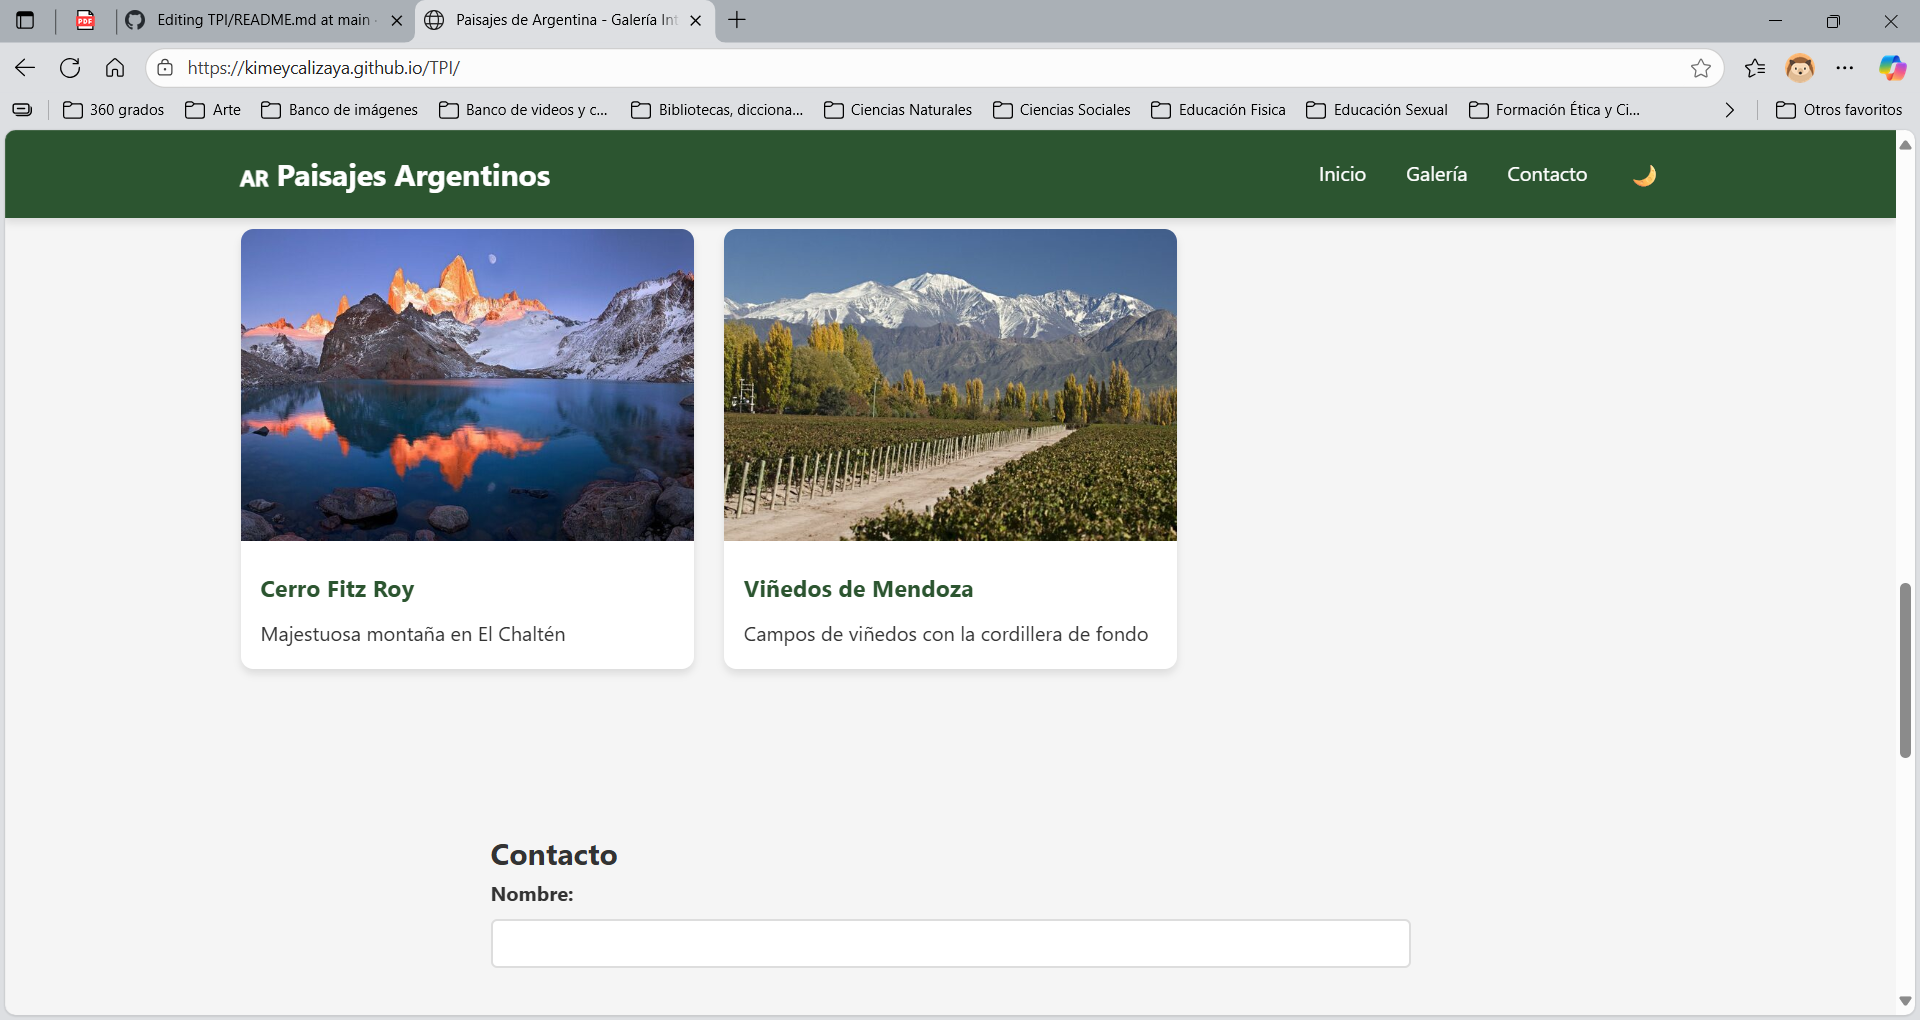 Editing TPI/README.md at main
Paisajes de Argentina - Galería Int
https://kimeycalizaya.github.io/TPI/
360 grados
Arte
Banco de imágenes
Banco de videos y c...
Bibliotecas, dicciona...
Ciencias Naturales
Ciencias Sociales
Educación Fisica
Educación Sexual
Formación Ética y Ci...
Otros favoritos
AR Paisajes Argentinos
Inicio
Galería
Contacto
Cerro Fitz Roy
Majestuosa montaña en El Chaltén
Viñedos de Mendoza
Campos de viñedos con la cordillera de fondo
Contacto
Nombre: